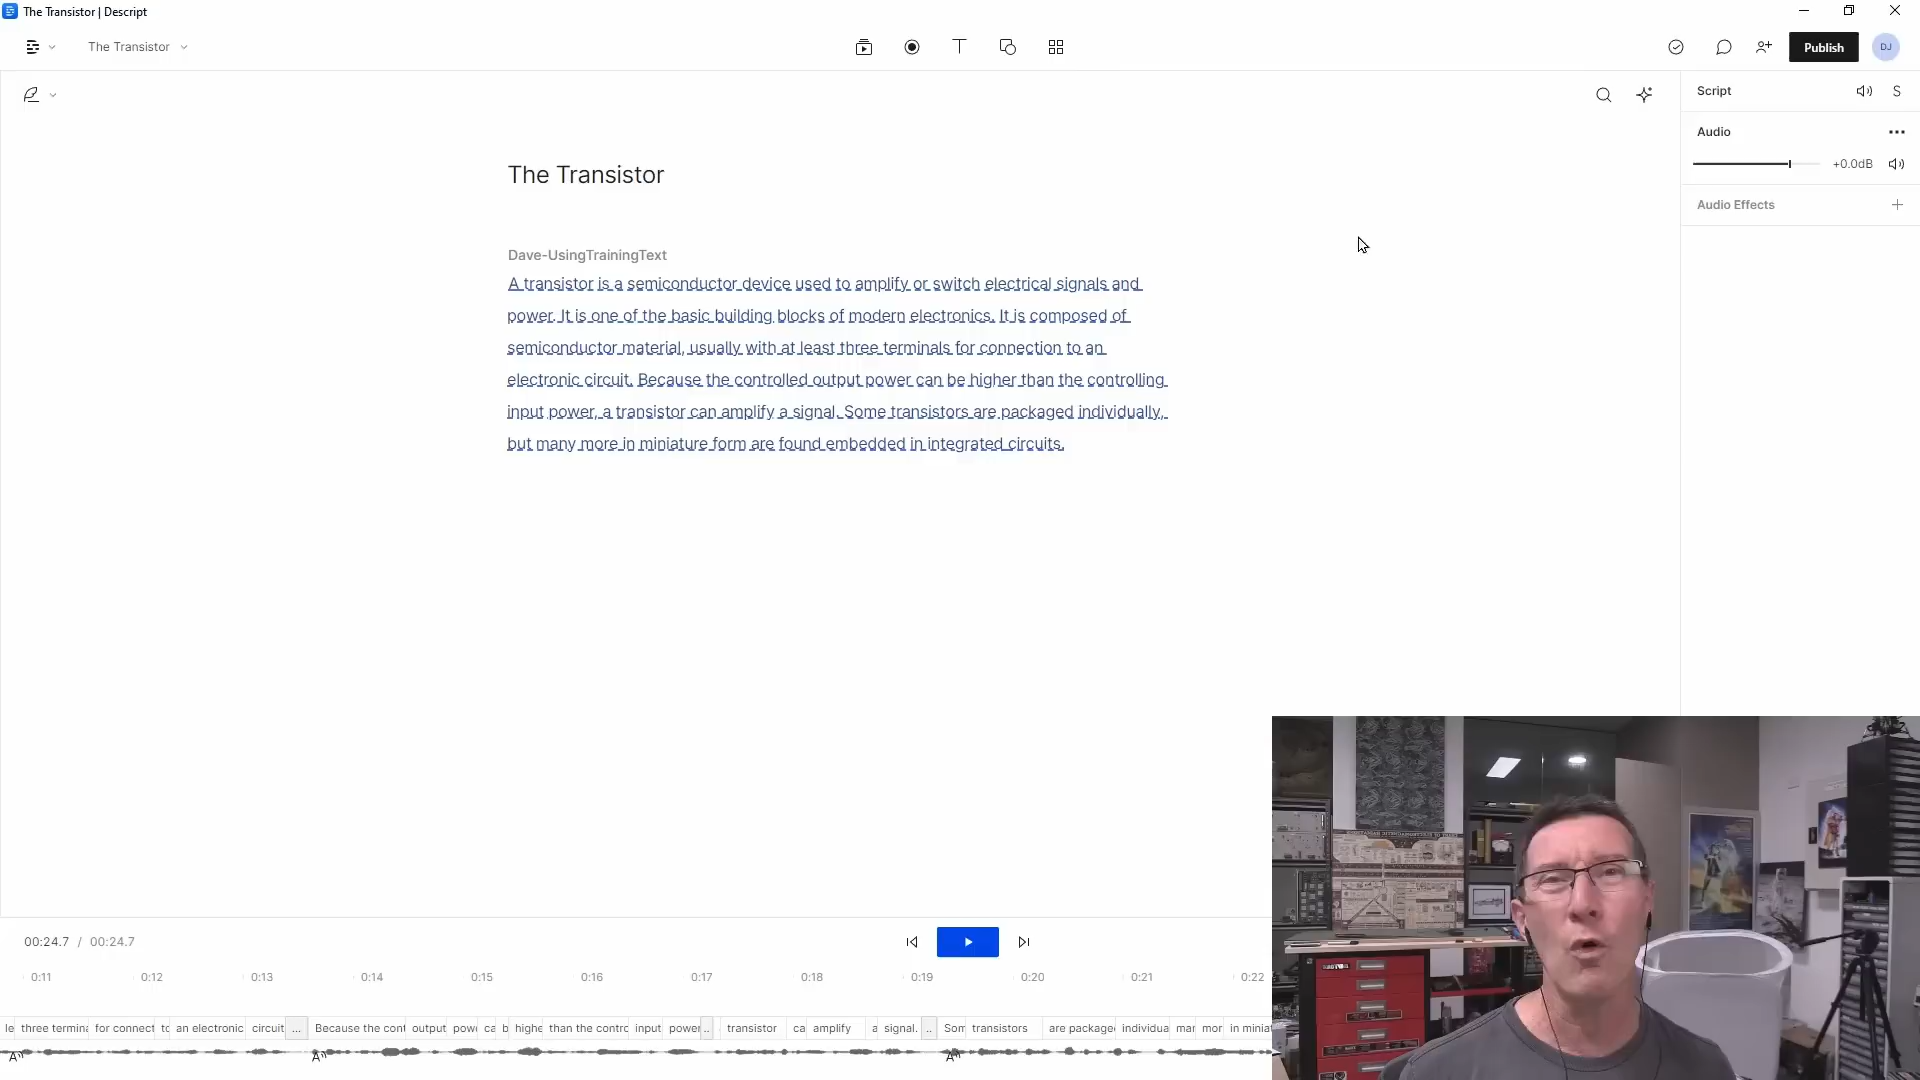 The Transistor | Descript
The Transistor
Publish
DJ
Script
S
Audio
+0.0dB
Audio Effects
The Transistor
Dave-UsingTrainingText
A transistor is a semiconductor device used to amplify or switch electrical signals and
power. It is one of the basic building blocks of modern electronics. It is composed of
semiconductor material, usually with at least three terminals for connection to an
electronic circuit. Because the controlled output power can be higher than the controlling
input power, a transistor can amplify a signal. Some transistors are packaged individually,
but many more in miniature form are found embedded in integrated circuits.
00:24.7 / 00:24.7
0:11 0:12 0:13 0:14 0:15 0:16 0:17 0:18 0:19 0:20 0:21 0:22
le three termina for connect to an electronic circuit ... Because the cont output pow ca b highe than the contro input power .. transistor ca amplify a signal. .. Som transistors are package individua mar mor in miniat